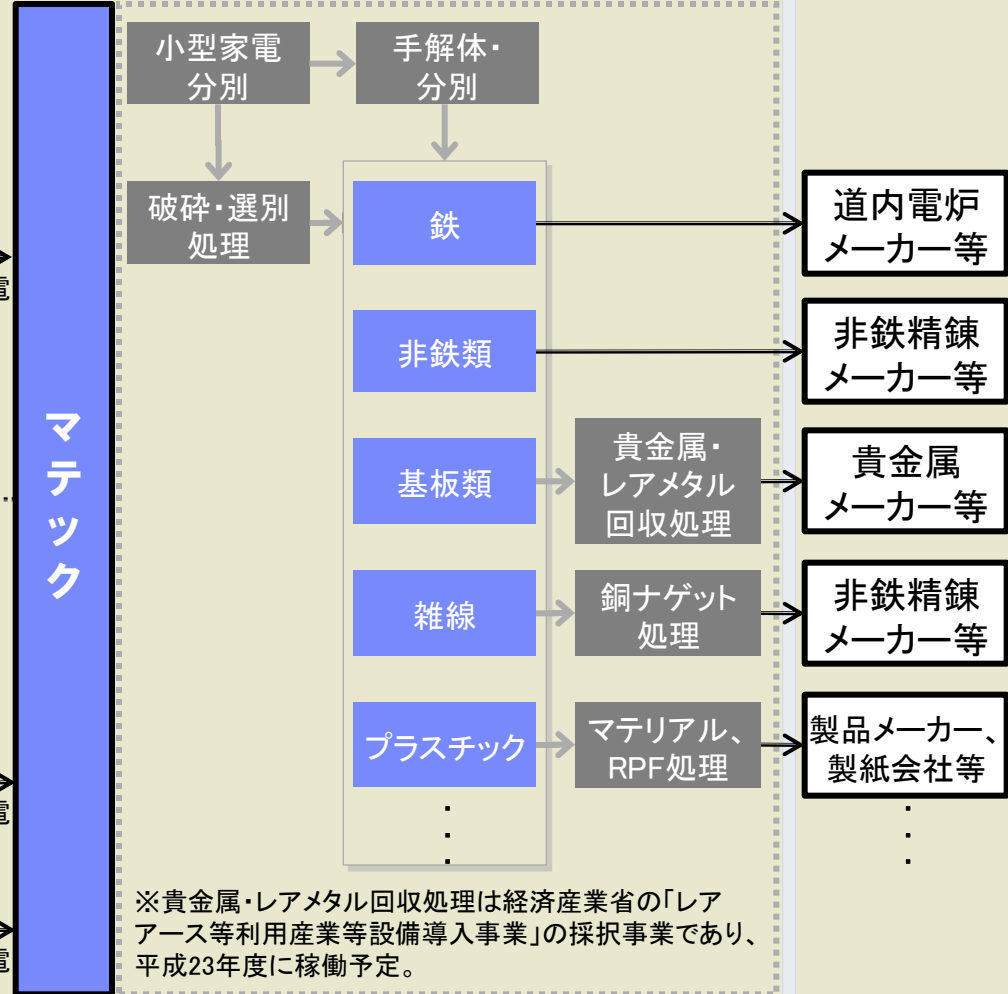 マテック
小型家電
分別
手解体・
分別
破砕・選別
処理
鉄
非鉄類
基板類
雑線
プラスチック
貴金属・
レアメタル
回収処理
銅ナゲット
処理
マテリアル、
RPF処理
道内電炉
メーカー等
非鉄精錬
メーカー等
貴金属
メーカー等
非鉄精錬
メーカー等
製品メーカー、
製紙会社等
※貴金属・レアメタル回収処理は経済産業省の「レア
アース等利用産業等設備導入事業」の採択事業であり、
平成23年度に稼働予定。
電
電
電